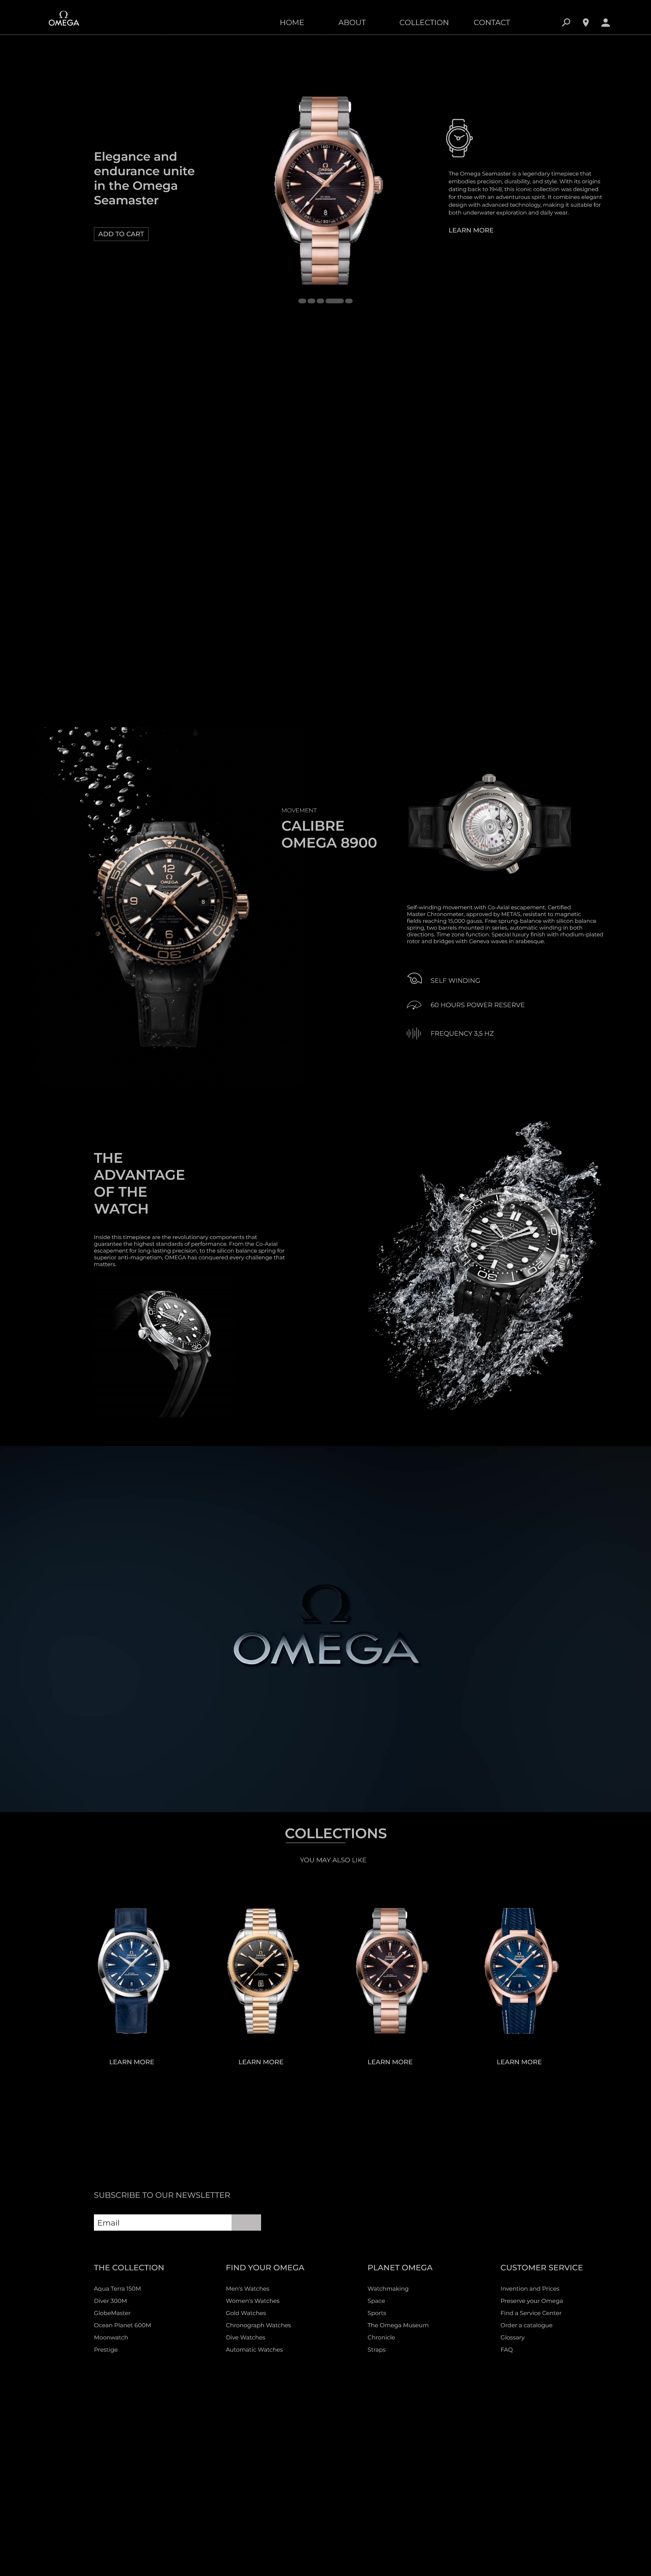 OMEGA
HOME
ABOUT
COLLECTION
CONTACT
Elegance and
endurance unite
in the Omega
Seamaster
ADD TO CART
OMEGA
8
The Omega Seamaster is a legendary timepiece that
embodies precision, durability, and style. With its origins
dating back to 1948, this iconic collection was designed
for those with an adventurous spirit. It combines elegant
design with advanced technology, making it suitable for
both underwater exploration and daily wear.
LEARN MORE
MOVEMENT
CALIBRE
OMEGA 8900
50
10
12
OMEGA
Seamaster
9
8
6
Self-winding movement with Co-Axial escapement. Certified
Master Chronometer, approved by METAS, resistant to magnetic
fields reaching 15,000 gauss. Free sprung-balance with silicon balance
spring, two barrels mounted in series, automatic winding in both
directions. Time zone function. Special luxury finish with rhodium-plated
rotor and bridges with Geneva waves in arabesque.
SELF WINDING
60 HOURS POWER RESERVE
FREQUENCY 3,5 HZ
THE
ADVANTAGE
OF THE
WATCH
Inside this timepiece are the revolutionary components that
guarantee the highest standards of performance. From the Co-Axial
escapement for long-lasting precision, to the silicon balance spring for
superior anti-magnetism, OMEGA has conquered every challenge that
matters.
OMEGA
COLLECTIONS
YOU MAY ALSO LIKE
LEARN MORE
LEARN MORE
LEARN MORE
LEARN MORE
SUBSCRIBE TO OUR NEWSLETTER
Email
THE COLLECTION
Aqua Terra 150M
Diver 300M
GlobeMaster
Ocean Planet 600M
Moonwatch
Prestige
FIND YOUR OMEGA
Men's Watches
Women's Watches
Gold Watches
Chronograph Watches
Dive Watches
Automatic Watches
PLANET OMEGA
Watchmaking
Space
Sports
The Omega Museum
Chronicle
Straps
CUSTOMER SERVICE
Invention and Prices
Preserve your Omega
Find a Service Center
Order a catalogue
Glossary
FAQ